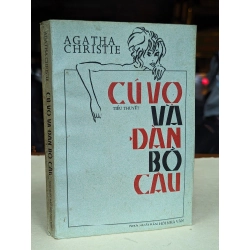 AGATHA
CHRISTIE
CÚ VỌ
TIỂU THUYẾT
VÀ
ĐÀN
BỒ
CÂU